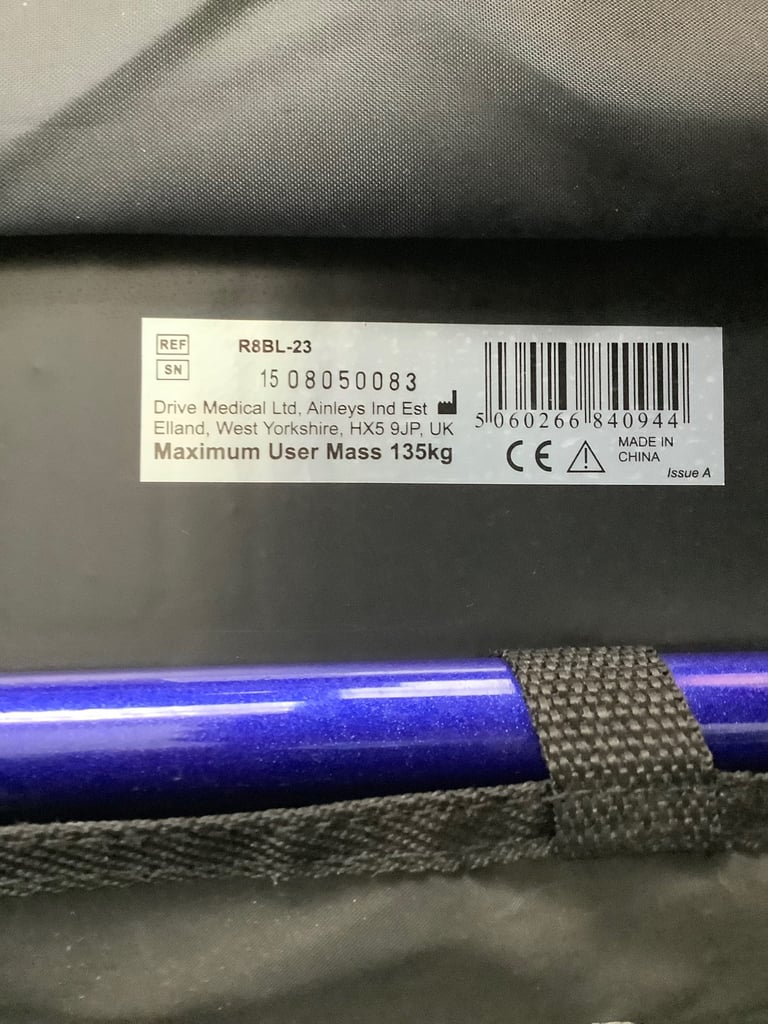 REF R8BL-23
SN 15 08050083
Drive Medical Ltd, Ainleys Ind Est
Elland, West Yorkshire, HX5 9JP, UK
Maximum User Mass 135kg
5 060266 840944
CE
MADE IN
CHINA
Issue A